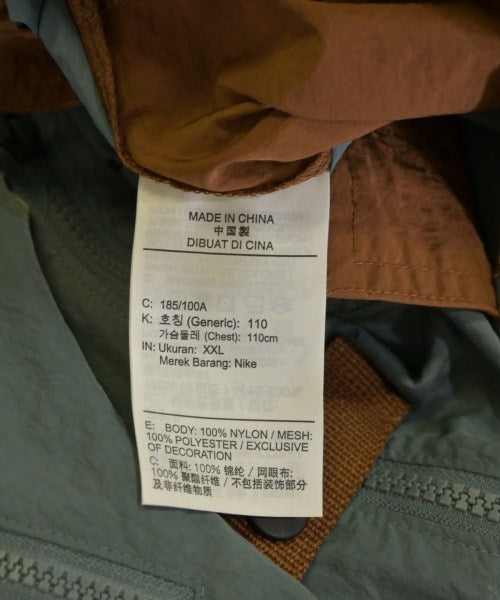 MADE IN CHINA
中国製
DIBUAT DI CINA
C: 185/100A
K: 호칭 (Generic): 110
가슴둘레 (Chest): 110cm
IN: Ukuran: XXL
Merek Barang: Nike
E: BODY: 100% NYLON / MESH:
100% POLYESTER / EXCLUSIVE
OF DECORATION
C: 面料: 100% 锦纶 / 网眼布:
100% 聚酯纤维 / 不包括装饰部分
及非纤维物质